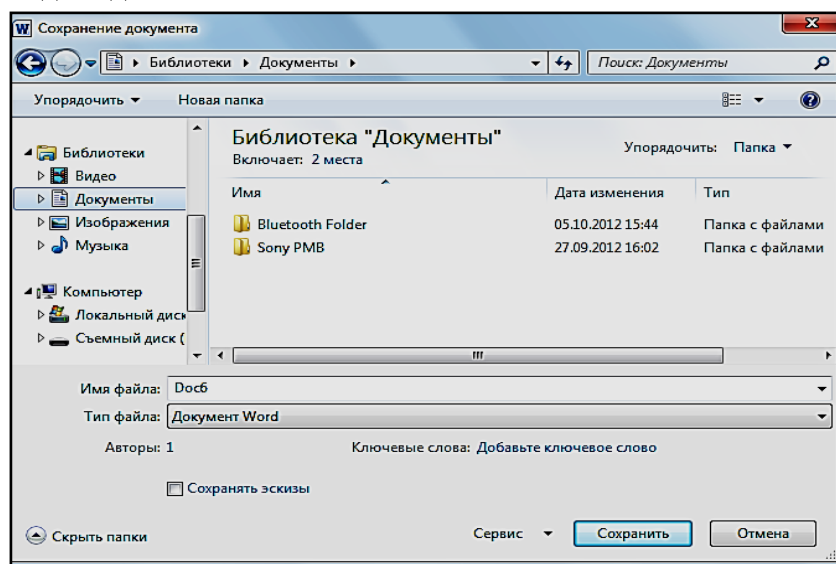 Сохранение документа
Библиотеки Документы
Поиск: Документы
Упорядочить Новая папка
Библиотеки
Видео
Документы
Изображения
Музыка
Компьютер
Локальный диск
Съемный диск (
Библиотека "Документы"
Включает: 2 места
Упорядочить: Папка
Имя Дата изменения Тип
Bluetooth Folder 05.10.2012 15:44 Папка с файлами
Sony PMB 27.09.2012 16:02 Папка с файлами
Имя файла: Doc6
Тип файла: Документ Word
Авторы: 1 Ключевые слова: Добавьте ключевое слово
Сохранять эскизы
Скрыть папки Сервис Сохранить Отмена